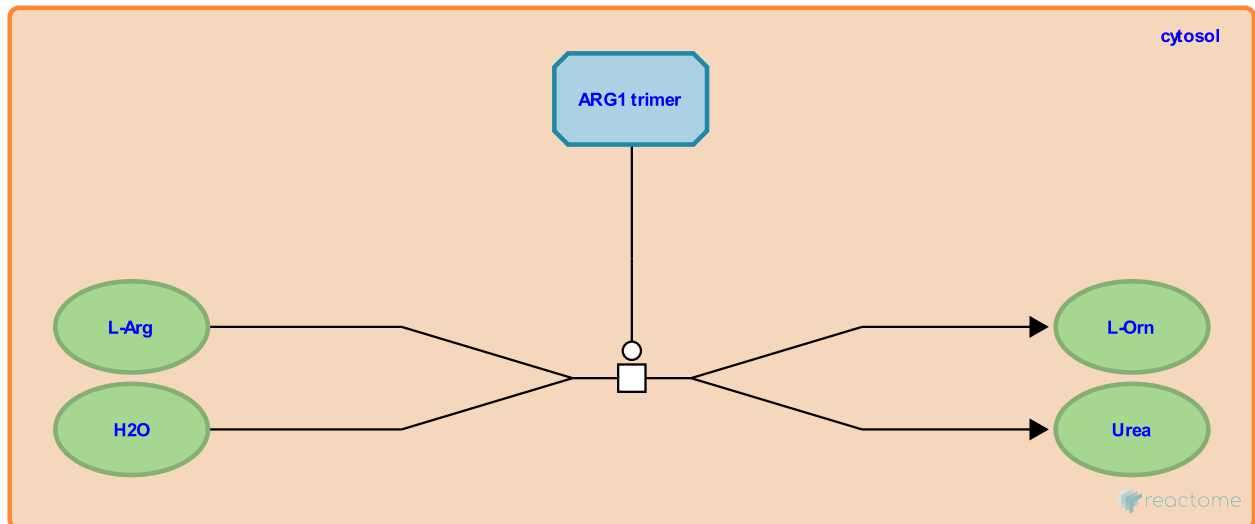 cytosol
ARG1 trimer
L-Arg
L-Orn
H2O
Urea
reactome